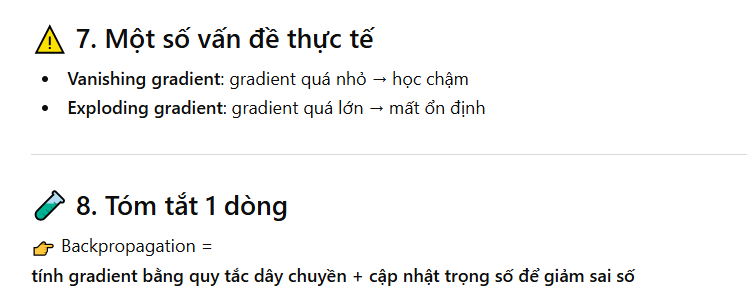 ⚠️ 7. Một số vấn đề thực tế
• Vanishing gradient: gradient quá nhỏ → học chậm
• Exploding gradient: gradient quá lớn → mất ổn định
🧪 8. Tóm tắt 1 dòng
👉 Backpropagation =
tính gradient bằng quy tắc dây chuyền + cập nhật trọng số để giảm sai số